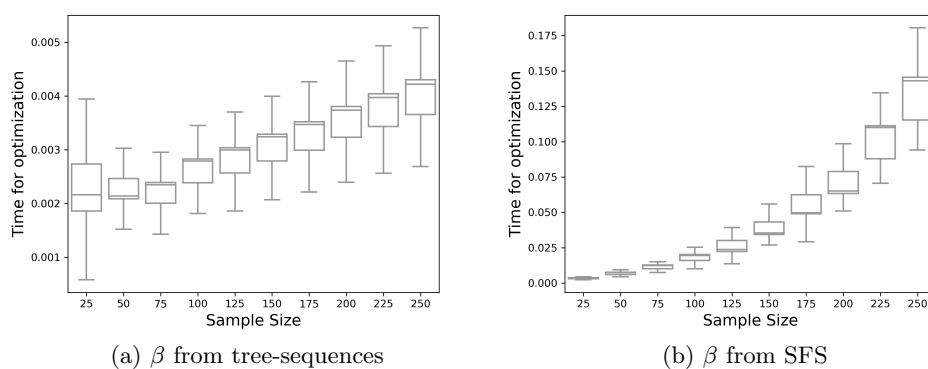 0.005
0.004
0.003
0.002
0.001
Time for optimization
25 50 75 100 125 150 175 200 225 250
Sample Size
(a) β from tree-sequences
0.175
0.150
0.125
0.100
0.075
0.050
0.025
0.000
Time for optimization
25 50 75 100 125 150 175 200 225 250
Sample Size
(b) β from SFS